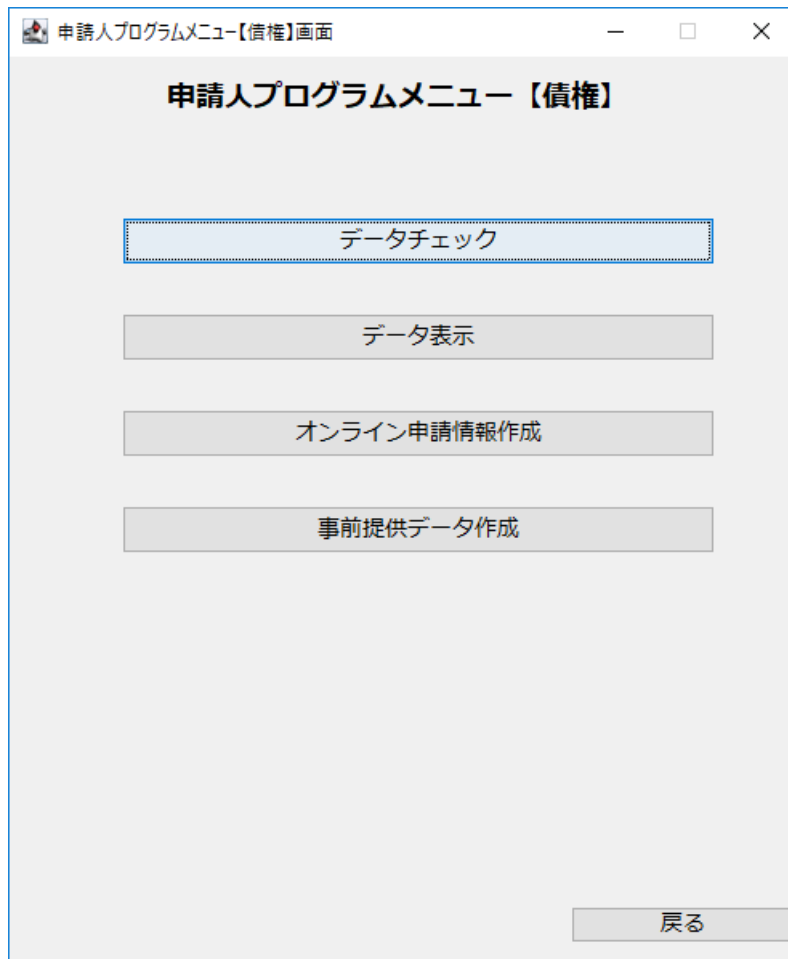 申請人プログラムメニュー【債権】画面
申請人プログラムメニュー【債権】
データチェック
データ表示
オンライン申請情報作成
事前提供データ作成
戻る